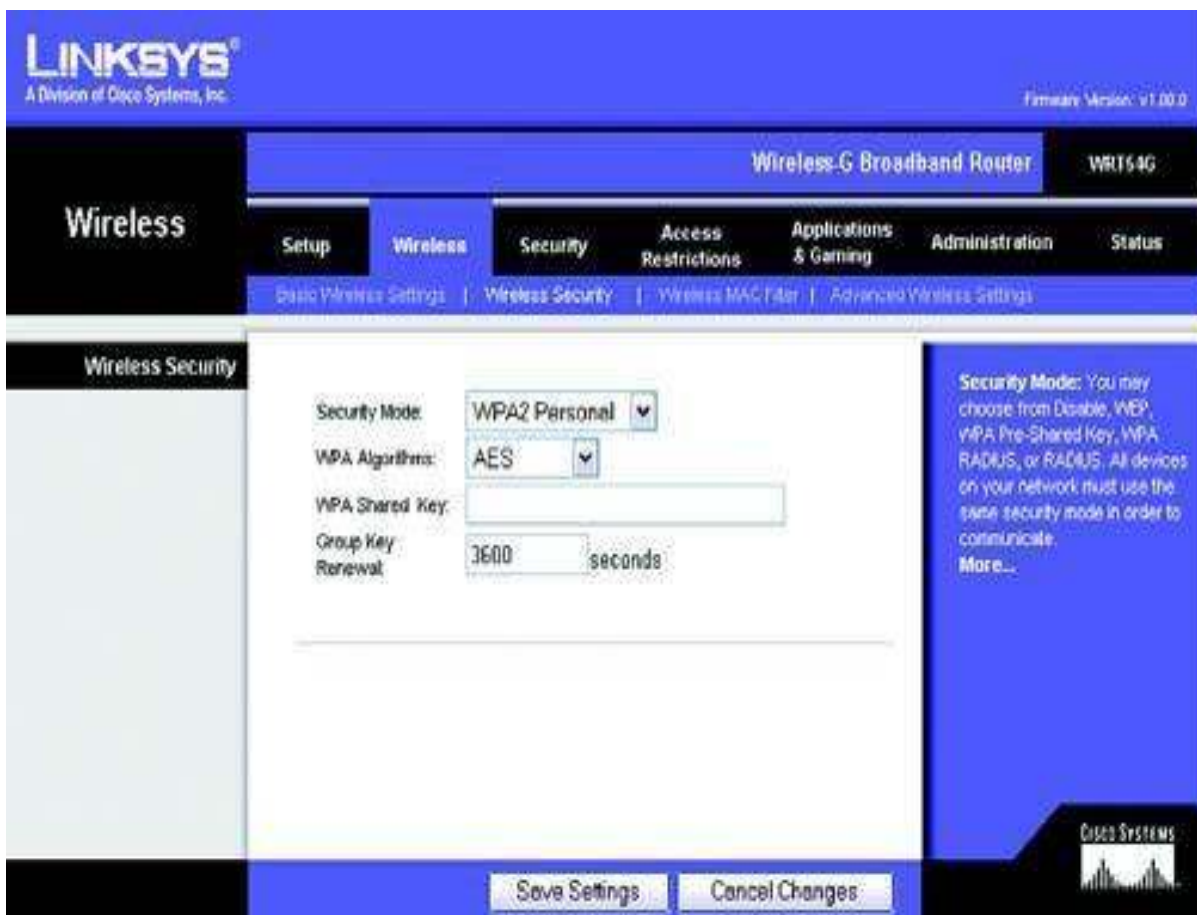 LINKSYS®
A Division of Cisco Systems, Inc.
Firmware Version: v1.00.0
Wireless-G Broadband Router
WRT54G
Wireless
Setup
Wireless
Security
Access Restrictions
Applications & Gaming
Administration
Status
Basic Wireless Settings | Wireless Security | Wireless MAC Filter | Advanced Wireless Settings
Wireless Security
Security Mode: WPA2 Personal
WPA Algorithms: AES
WPA Shared Key:
Group Key Renewal: 3600 seconds
Security Mode: You may
choose from Disable, WEP,
WPA Pre-Shared Key, WPA
RADIUS, or RADIUS. All devices
on your network must use the
same security mode in order to
communicate.
More...
CISCO SYSTEMS
Save Settings
Cancel Changes